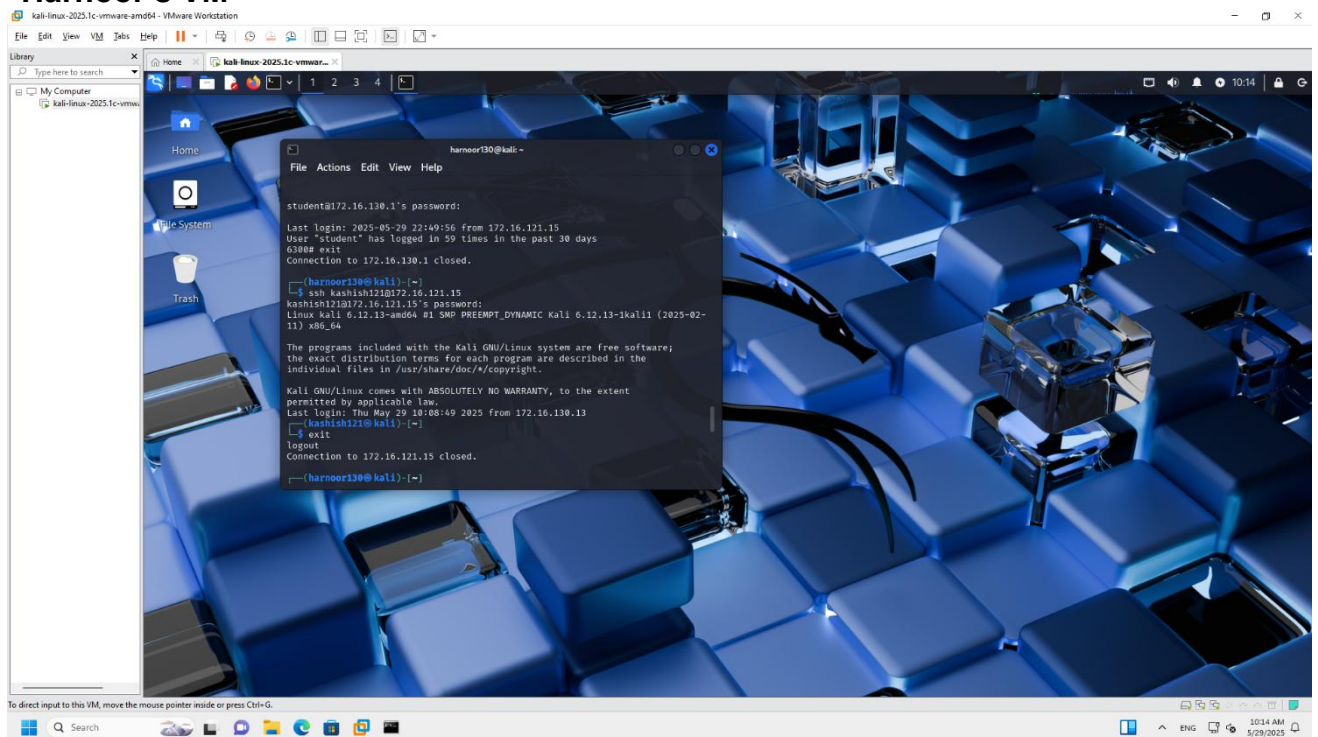 Harnoor's VM
kali-linux-2025.1c-vmware-amd64 - VMware Workstation
File Edit View VM Tabs Help
Library
Type here to search
My Computer
kali-linux-2025.1c-vmwa
Home
kali-linux-2025.1c-vmwar...
1 2 3 4
10:14
Home
File System
Trash
harnoor130@kali: ~
File Actions Edit View Help
student@172.16.130.1's password:
Last login: 2025-05-29 22:49:56 from 172.16.121.15
User "student" has logged in 59 times in the past 30 days
6300# exit
Connection to 172.16.130.1 closed.
┌──(harnoor130㉿kali)-[~]
└─$ ssh kashish121@172.16.121.15
kashish121@172.16.121.15's password:
Linux kali 6.12.13-amd64 #1 SMP PREEMPT_DYNAMIC Kali 6.12.13-1kali1 (2025-02-
11) x86_64
The programs included with the Kali GNU/Linux system are free software;
the exact distribution terms for each program are described in the
individual files in /usr/share/doc/*/copyright.
Kali GNU/Linux comes with ABSOLUTELY NO WARRANTY, to the extent
permitted by applicable law.
Last login: Thu May 29 10:08:49 2025 from 172.16.130.13
┌──(kashish121㉿kali)-[~]
└─$ exit
logout
Connection to 172.16.121.15 closed.
┌──(harnoor130㉿kali)-[~]
To direct input to this VM, move the mouse pointer inside or press Ctrl+G.
Search
ENG
10:14 AM
5/29/2025